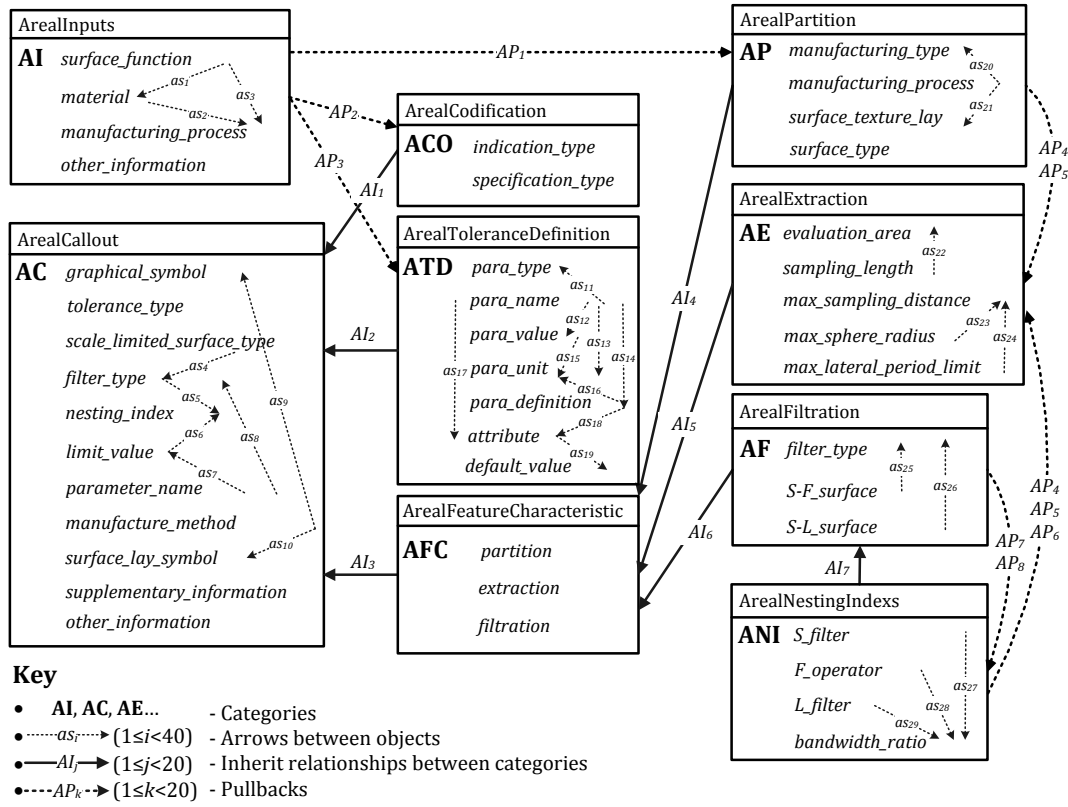 ArealInputs
AI surface_function
as1
material
as3
as2
manufacturing_process
other_information
AP1
AP2
AP3
ArealPartition
AP manufacturing_type
as20
manufacturing_process
as21
surface_texture_lay
surface_type
AP4
AP5
ArealCodification
ACO indication_type
specification_type
AI1
ArealCallout
AC graphical_symbol
tolerance_type
scale_limited_surface_type
as4
filter_type
as5
as9
nesting_index
as6
as8
limit_value
as7
parameter_name
manufacture_method
as10
surface_lay_symbol
supplementary_information
other_information
AI2
AI3
ArealToleranceDefinition
ATD para_type
as11
para_name
as12
para_value
as13
as14
as15
para_unit
as17
as16
para_definition
as18
attribute
as19
default_value
AI4
AI5
AI6
ArealFeatureCharacteristic
AFC partition
extraction
filtration
ArealExtraction
AE evaluation_area
as22
sampling_length
max_sampling_distance
as23
max_sphere_radius
as24
max_lateral_period_limit
ArealFiltration
AF filter_type
as25
as26
S-F_surface
S-L_surface
AP4
AP5
AP6
AP7
AP8
AI7
ArealNestingIndexs
ANI S_filter
F_operator
as27
L_filter
as28
as29
bandwidth_ratio
Key
• AI, AC, AE... - Categories
• asi (1≤i<40) - Arrows between objects
• AIj (1≤j<20) - Inherit relationships between categories
• APk (1≤k<20) - Pullbacks